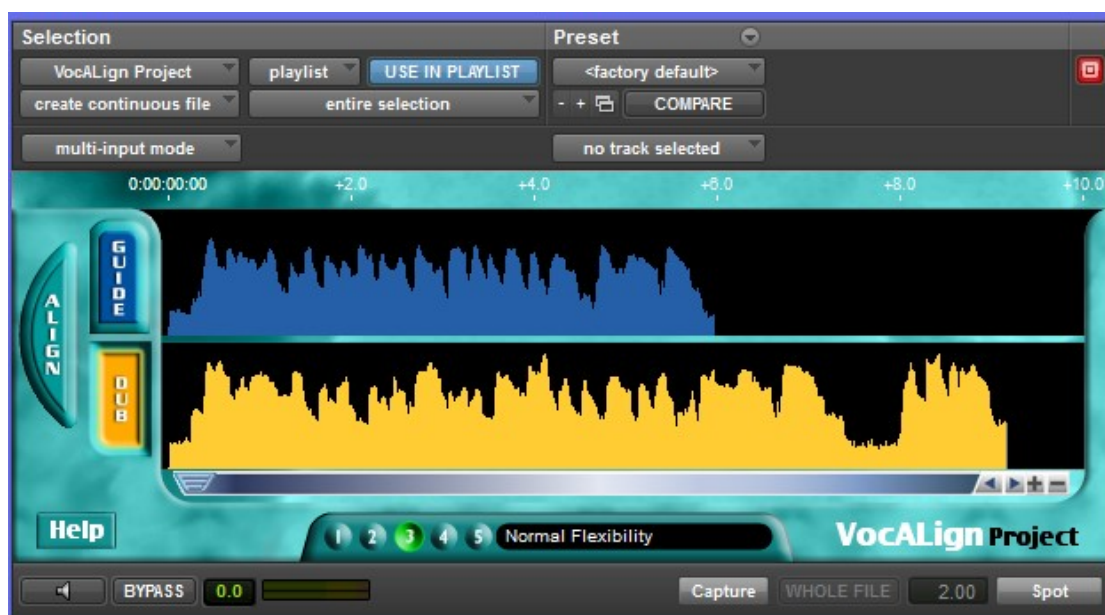 Selection Preset
VocALign Project playlist USE IN PLAYLIST <factory default>
create continuous file entire selection - + COMPARE
multi-input mode no track selected
0:00:00:00 +2.0 +4.0 +6.0 +8.0 +10.0
ALIGN
GUIDE
DUB
Help 1 2 3 4 5 Normal Flexibility VocALign Project
BYPASS 0.0 Capture WHOLE FILE 2.00 Spot